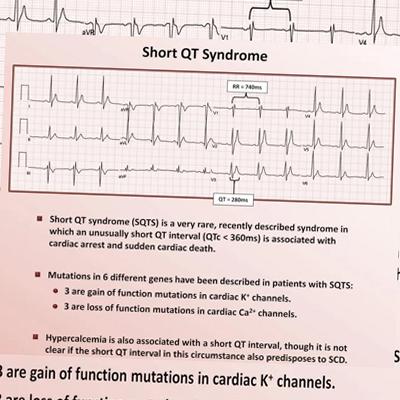 aVR
V1
V4
Short QT Syndrome
RR = 740ms
I
aVR
V1
V4
II
aVL
V2
V5
III
aVF
V3
V6
QT = 280ms
Short QT syndrome (SQTS) is a very rare, recently described syndrome in
which an unusually short QT interval (QTc < 360ms) is associated with
cardiac arrest and sudden cardiac death.
Mutations in 6 different genes have been described in patients with SQTS:
3 are gain of function mutations in cardiac K⁺ channels.
3 are loss of function mutations in cardiac Ca²⁺ channels.
Hypercalcemia is also associated with a short QT interval, though it is not
clear if the short QT interval in this circumstance also predisposes to SCD.
3 are gain of function mutations in cardiac K⁺ channels.